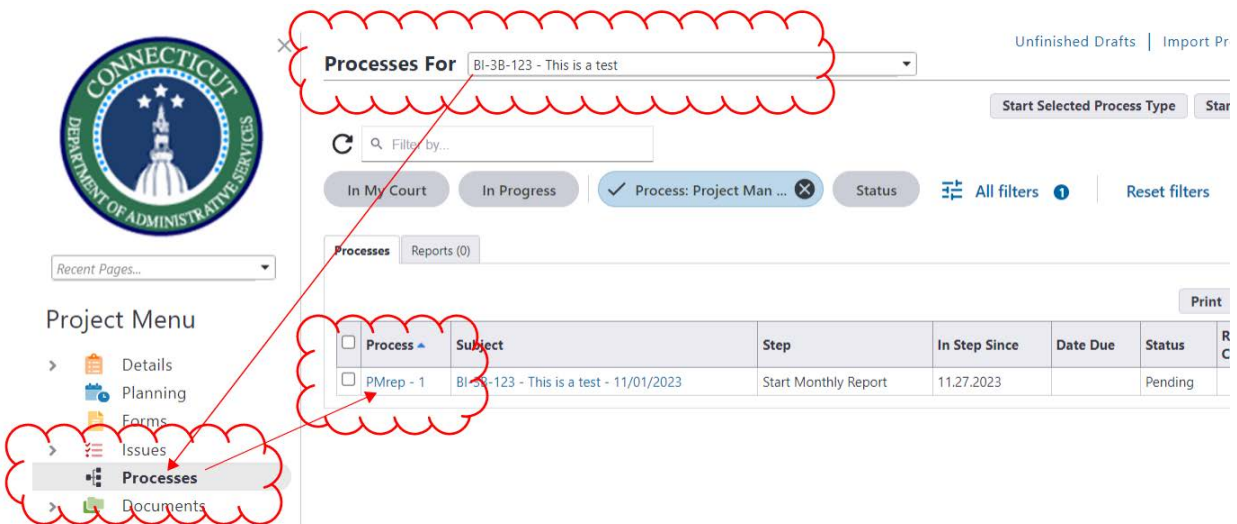 CONNECTICUT
DEPARTMENT OF ADMINISTRATIVE SERVICES
Recent Pages...
Project Menu
Details
Planning
Forms
Issues
Processes
Documents
Unfinished Drafts | Import Pr
Processes For BI-3B-123 - This is a test
Start Selected Process Type Star
Filter by...
In My Court In Progress Process: Project Man ... Status All filters 1 Reset filters
Processes Reports (0)
Print
Process Subject Step In Step Since Date Due Status R
C
PMrep - 1 BI-3B-123 - This is a test - 11/01/2023 Start Monthly Report 11.27.2023 Pending